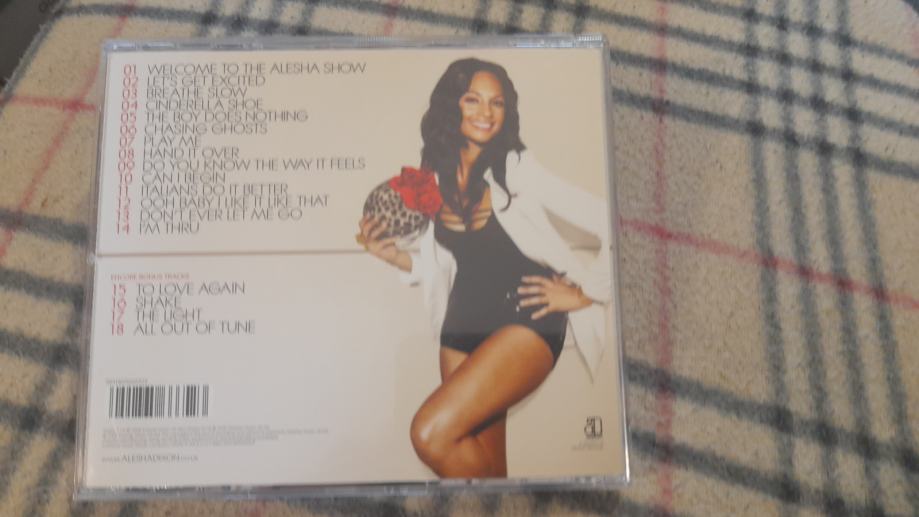 01 WELCOME TO THE ALESHA SHOW
02 LET'S GET EXCITED
03 BREATHE SLOW
04 CINDERELLA SHOE
05 THE BOY DOES NOTHING
06 CHASING GHOSTS
07 PLAY ME
08 HAND IT OVER
09 DO YOU KNOW THE WAY IT FEELS
10 CAN I BEGIN
11 ITALIANS DO IT BETTER
12 OOH BABY I LIKE IT LIKE THAT
13 DON'T EVER LET ME GO
14 I'M THRU
ENCORE BONUS TRACKS
15 TO LOVE AGAIN
16 SHAKE
17 THE LIGHT
18 ALL OUT OF TUNE
www.ALESHADIXON.co.uk